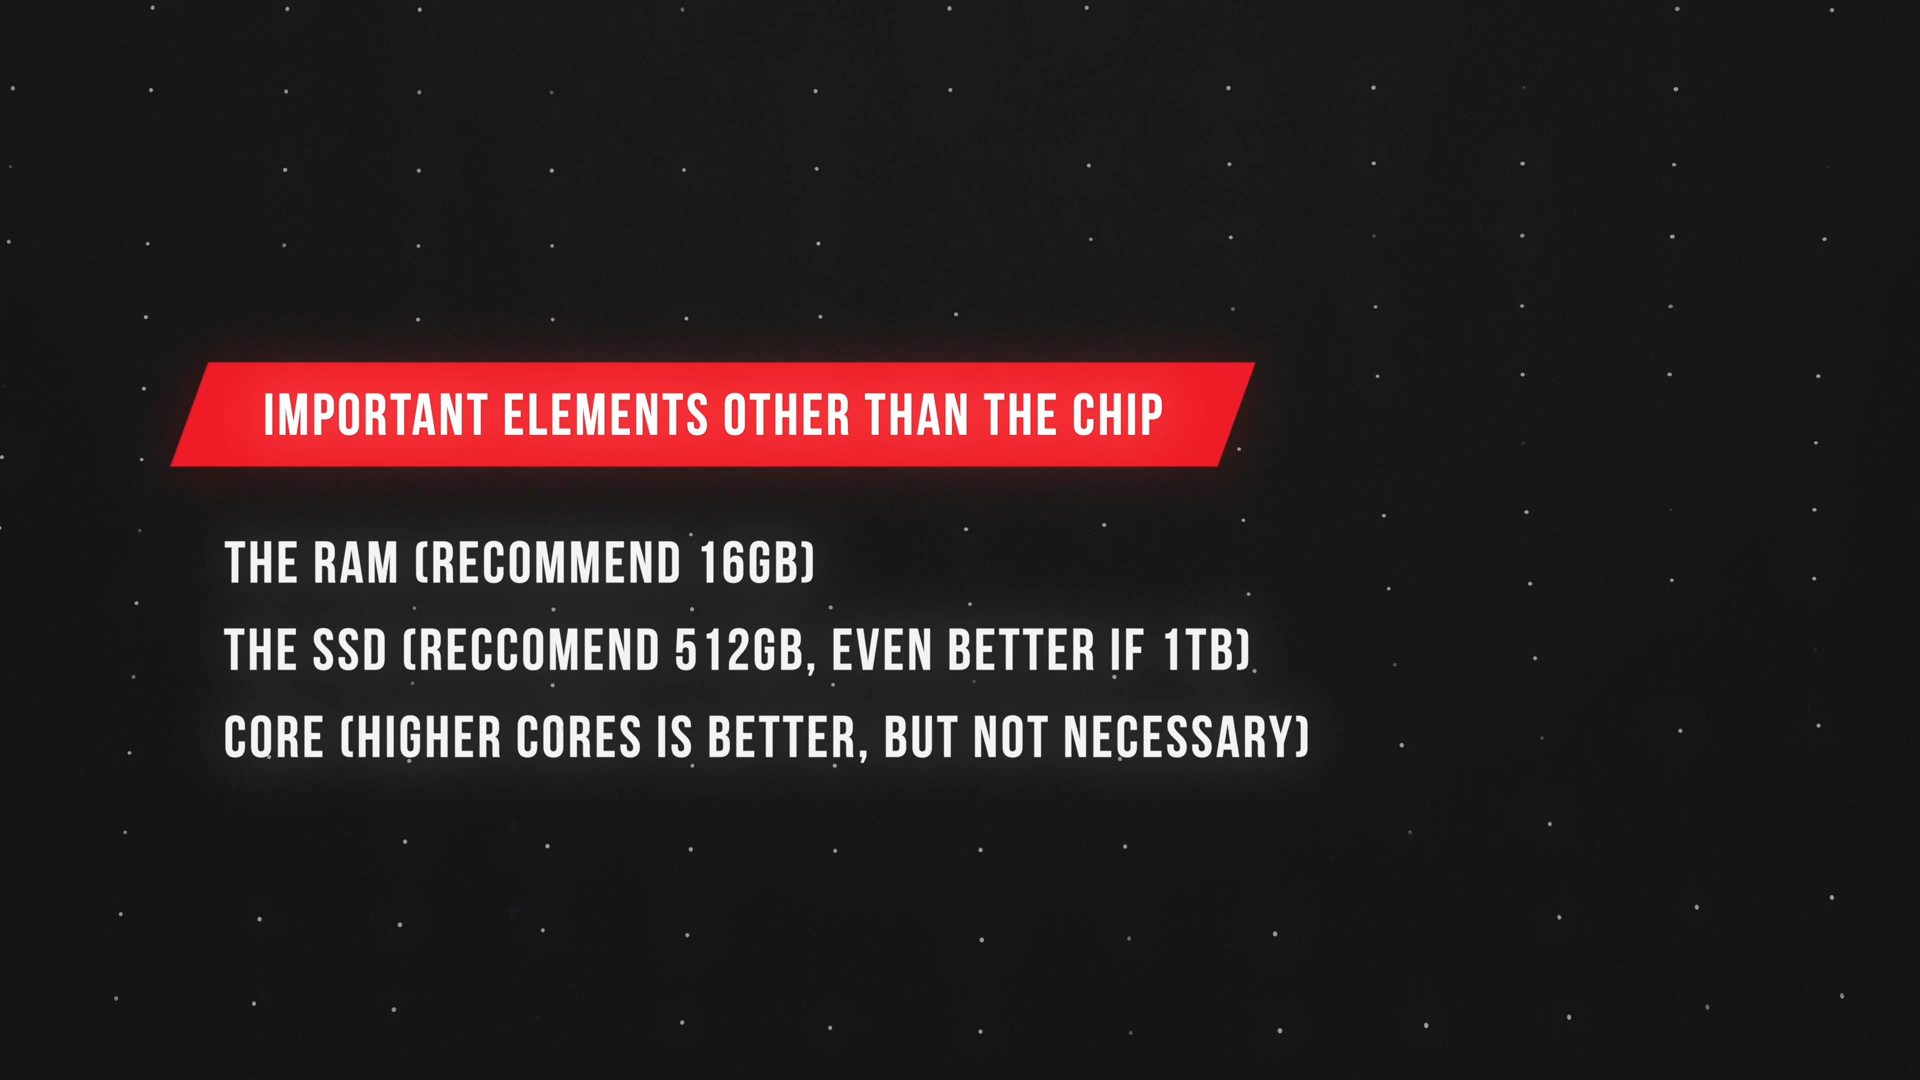 IMPORTANT ELEMENTS OTHER THAN THE CHIP
THE RAM (RECOMMEND 16GB)
THE SSD (RECCOMEND 512GB, EVEN BETTER IF 1TB)
CORE (HIGHER CORES IS BETTER, BUT NOT NECESSARY)